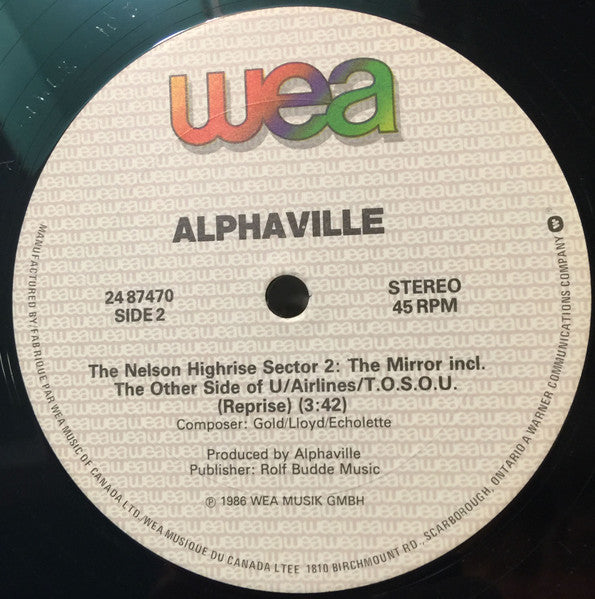 wea
ALPHAVILLE
24 87470
SIDE 2
STEREO
45 RPM
The Nelson Highrise Sector 2: The Mirror incl.
The Other Side of U/Airlines/T.O.S.O.U.
(Reprise) (3:42)
Composer: Gold/Lloyd/Echolette
Produced by Alphaville
Publisher: Rolf Budde Music
℗ 1986 WEA MUSIK GMBH
MANUFACTURED BY/FABRIQUE PAR WEA MUSIC OF CANADA LTD./WEA MUSIQUE DU CANADA LTEE 1810 BIRCHMOUNT RD., SCARBOROUGH, ONTARIO A WARNER COMMUNICATIONS COMPANY